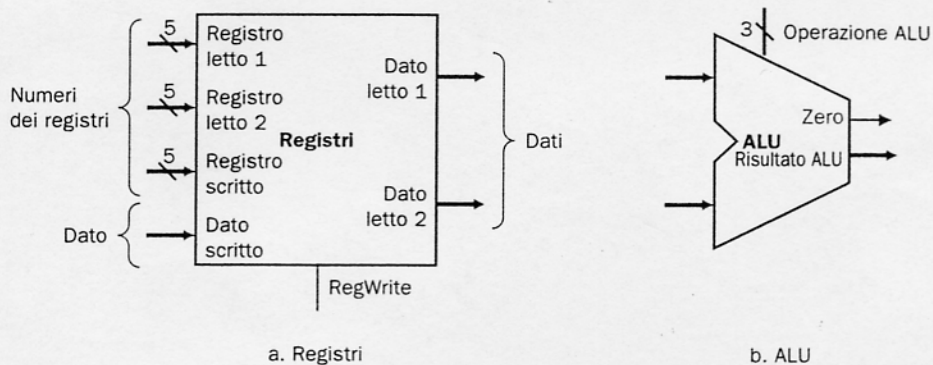 Numeri
dei registri
5
Registro
letto 1
5
Registro
letto 2
5
Registro
scritto
Dato
Dato
scritto
Registri
Dato
letto 1
Dato
letto 2
Dati
RegWrite
a. Registri
3
Operazione ALU
Zero
ALU
Risultato ALU
b. ALU